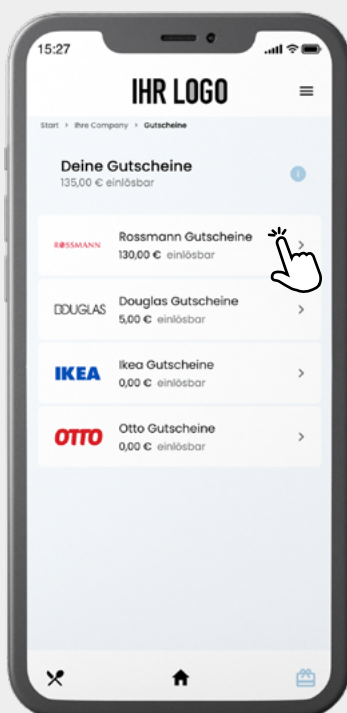 15:27
IHR LOGO
Start › Ihre Company › Gutscheine
Deine Gutscheine
135,00 € einlösbar
i
ROSSMANN
Rossmann Gutscheine
130,00 € einlösbar
DOUGLAS
Douglas Gutscheine
5,00 € einlösbar
IKEA
Ikea Gutscheine
0,00 € einlösbar
OTTO
Otto Gutscheine
0,00 € einlösbar